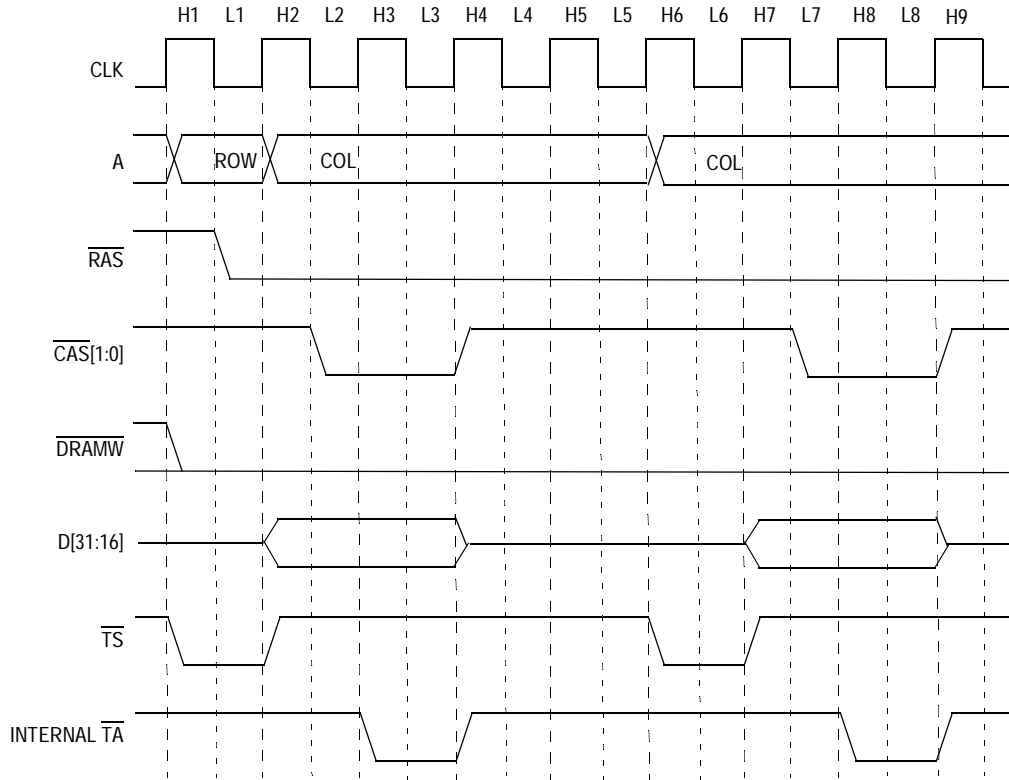 H1 L1 H2 L2 H3 L3 H4 L4 H5 L5 H6 L6 H7 L7 H8 L8 H9
CLK
A ROW COL COL
RAS
CAS[1:0]
DRAMW
D[31:16]
TS
INTERNAL TA